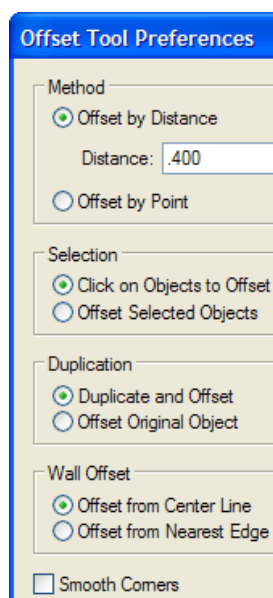 Offset Tool Preferences
Method
Offset by Distance
Distance: .400
Offset by Point
Selection
Click on Objects to Offset
Offset Selected Objects
Duplication
Duplicate and Offset
Offset Original Object
Wall Offset
Offset from Center Line
Offset from Nearest Edge
Smooth Corners